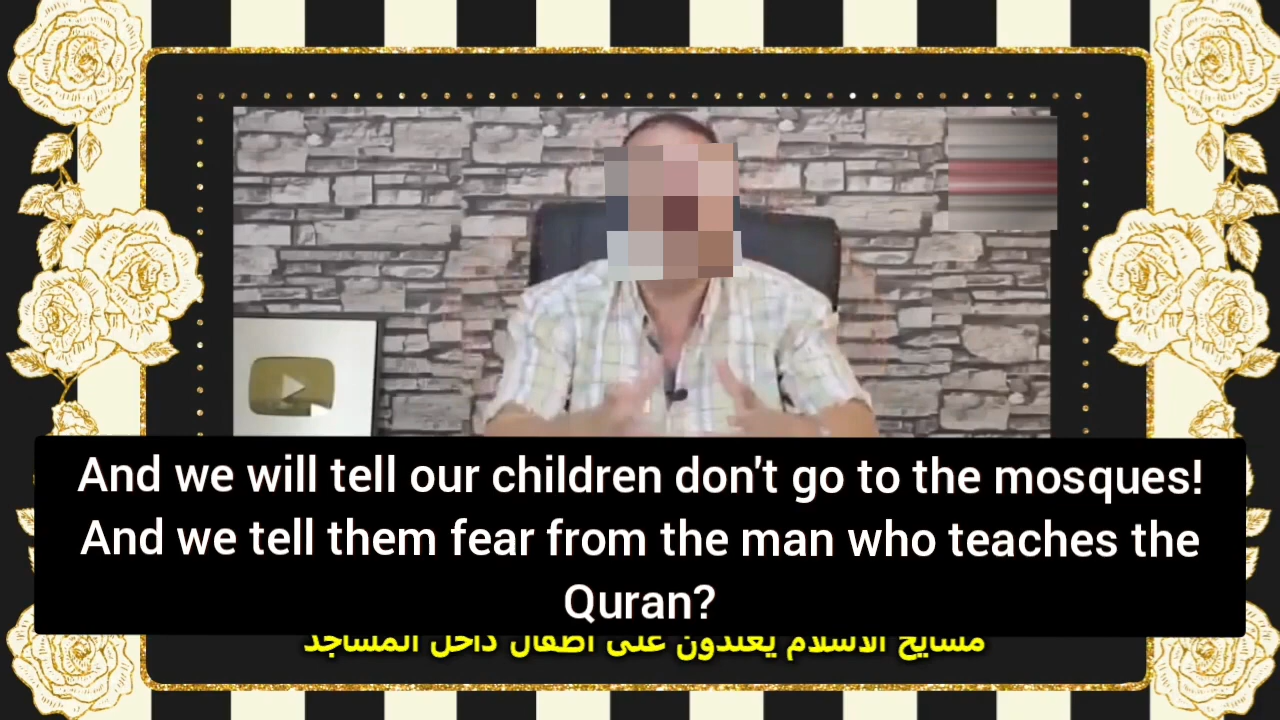 And we will tell our children don't go to the mosques!
And we tell them fear from the man who teaches the
Quran?
مشايخ الاسلام يعتدون على اطفال داخل المساجد